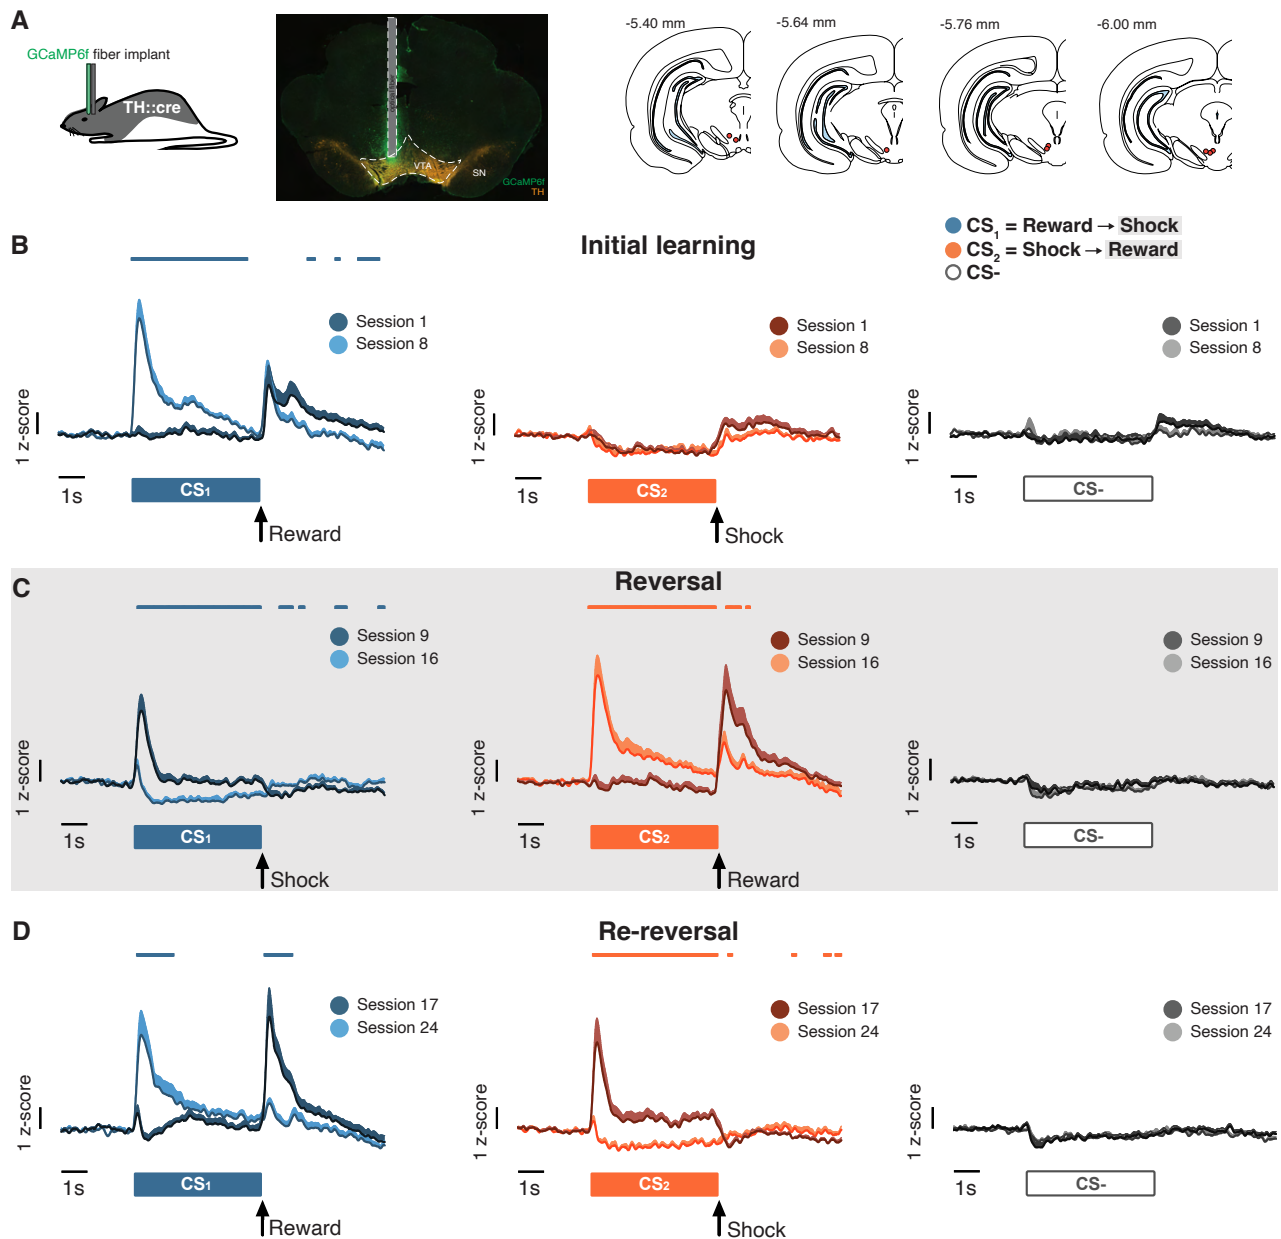 A
GCaMP6f fiber implant
TH::cre
VTA
SN
GCaMP6f
TH
-5.40 mm
-5.64 mm
-5.76 mm
-6.00 mm
CS1 = Reward → Shock
CS2 = Shock → Reward
CS-
B
Initial learning
Session 1
Session 8
Session 1
Session 8
Session 1
Session 8
1 z-score
1 z-score
1 z-score
1s
CS1
1s
CS2
1s
CS-
Reward
Shock
C
Reversal
Session 9
Session 16
Session 9
Session 16
Session 9
Session 16
1 z-score
1 z-score
1 z-score
1s
CS1
1s
CS2
1s
CS-
Shock
Reward
D
Re-reversal
Session 17
Session 24
Session 17
Session 24
Session 17
Session 24
1 z-score
1 z-score
1 z-score
1s
CS1
1s
CS2
1s
CS-
Reward
Shock